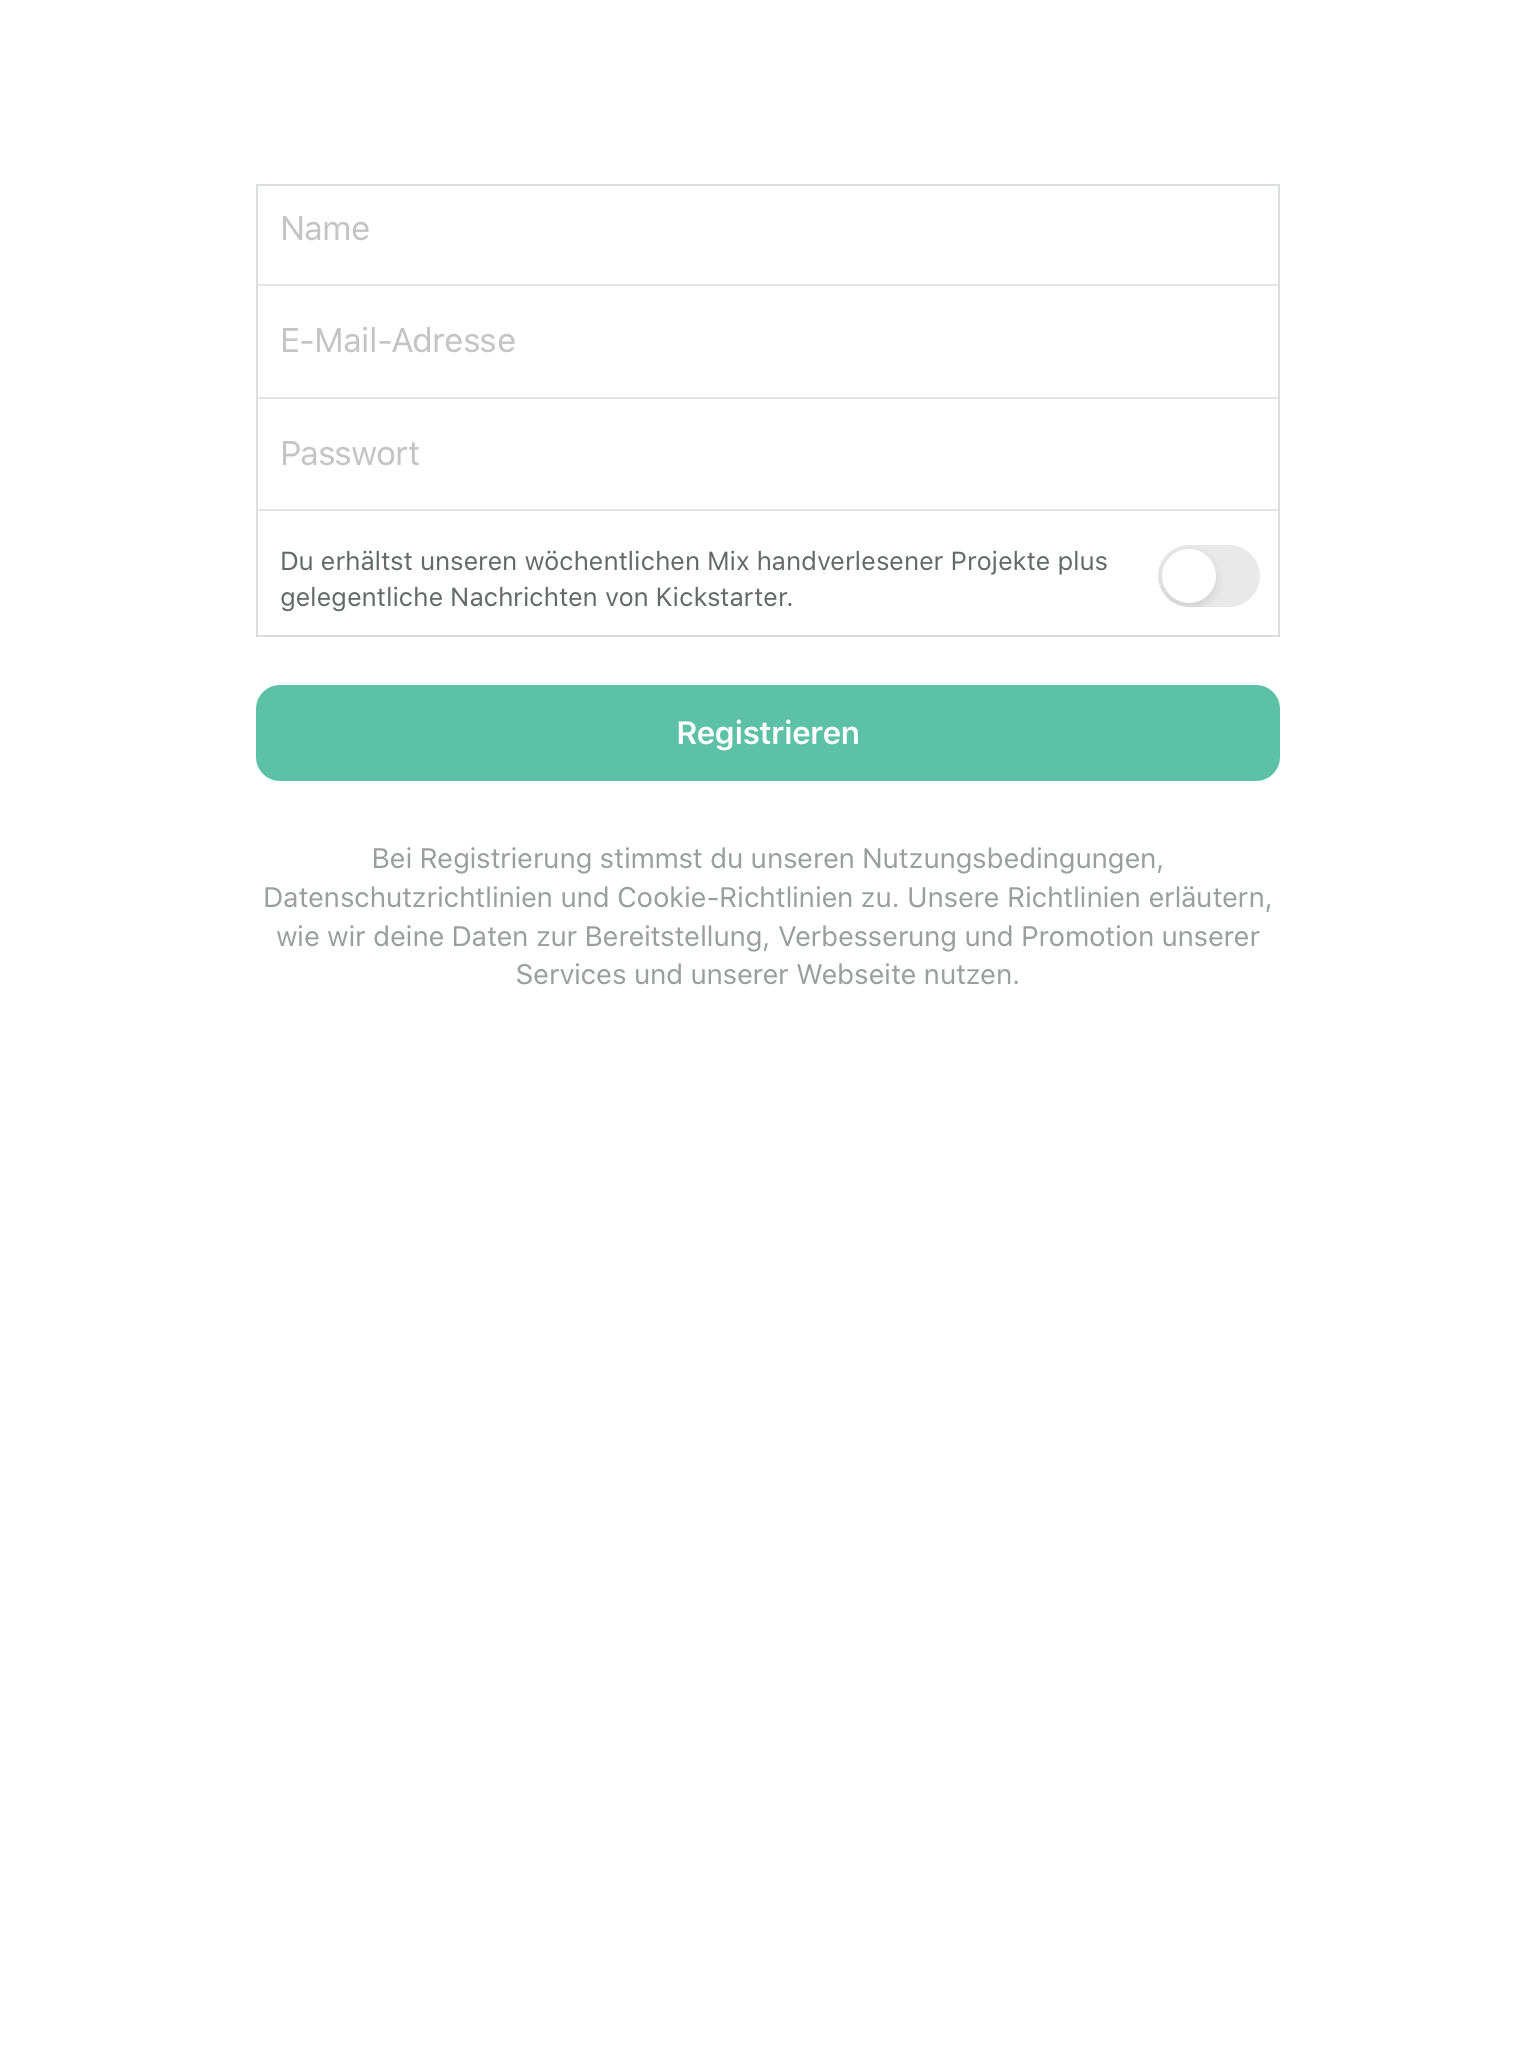 Name
E-Mail-Adresse
Passwort
Du erhältst unseren wöchentlichen Mix handverlesener Projekte plus
gelegentliche Nachrichten von Kickstarter.
Registrieren
Bei Registrierung stimmst du unseren Nutzungsbedingungen,
Datenschutzrichtlinien und Cookie-Richtlinien zu. Unsere Richtlinien erläutern,
wie wir deine Daten zur Bereitstellung, Verbesserung und Promotion unserer
Services und unserer Webseite nutzen.